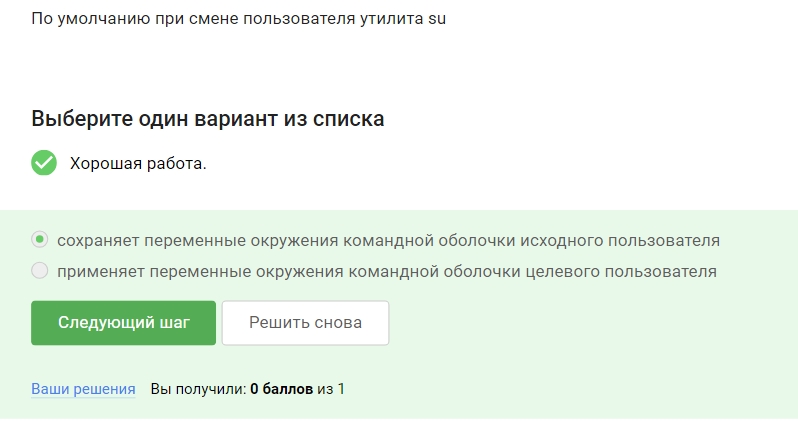 По умолчанию при смене пользователя утилита su
Выберите один вариант из списка
Хорошая работа.
сохраняет переменные окружения командной оболочки исходного пользователя
применяет переменные окружения командной оболочки целевого пользователя
Следующий шаг Решить снова
Ваши решения Вы получили: 0 баллов из 1